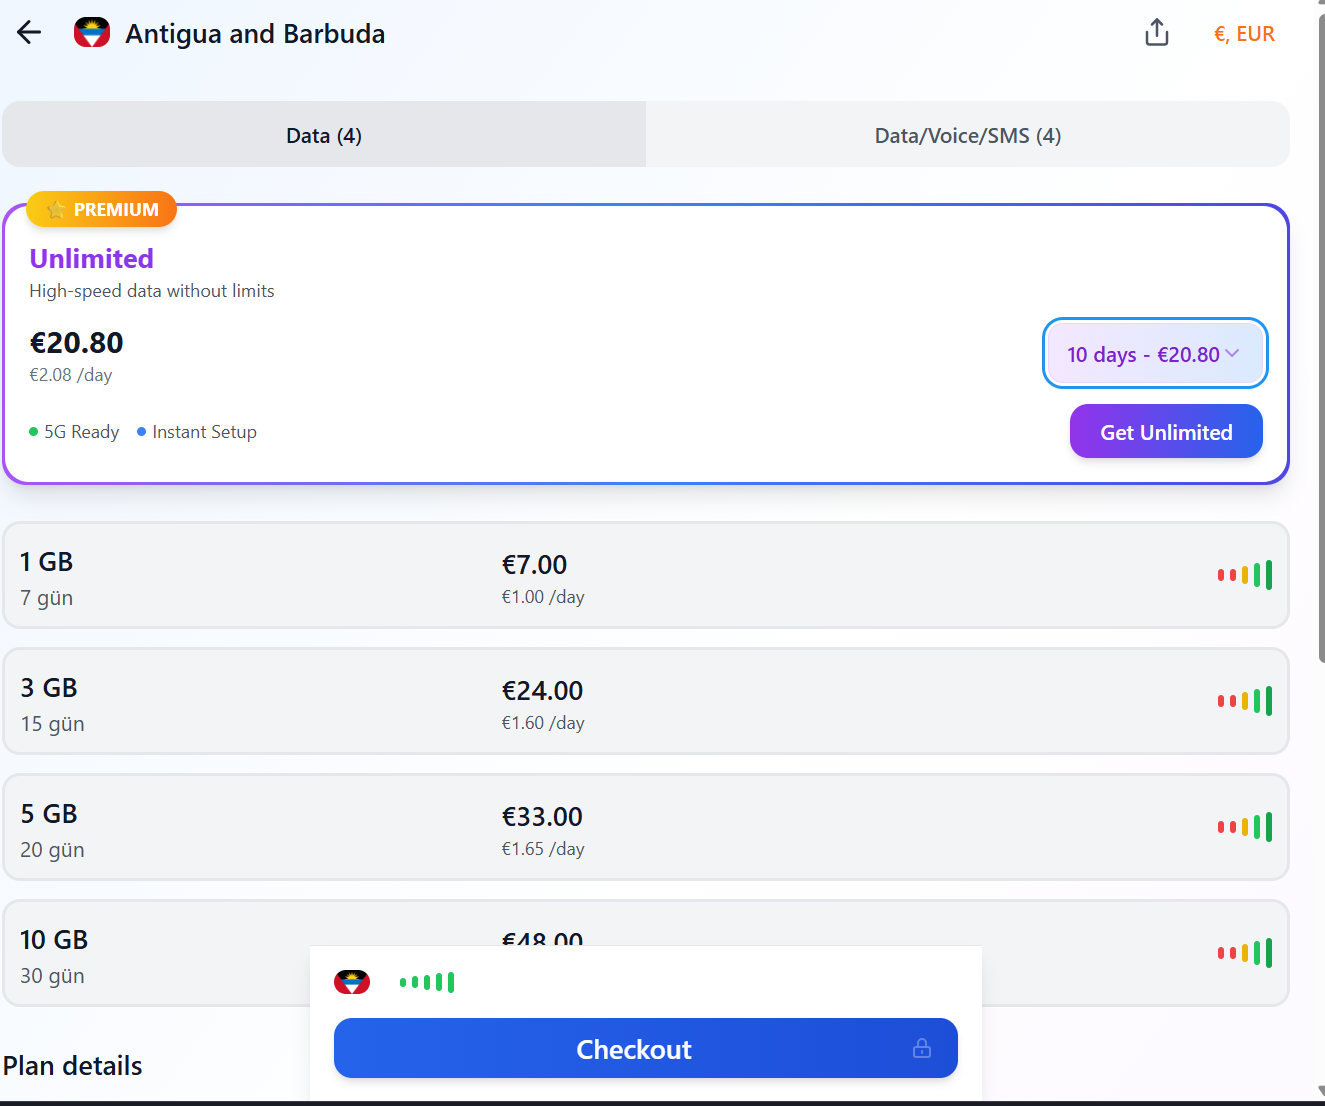 Antigua and Barbuda
€, EUR
Data (4)
Data/Voice/SMS (4)
PREMIUM
Unlimited
High-speed data without limits
€20.80
€2.08 /day
10 days - €20.80
5G Ready
Instant Setup
Get Unlimited
1 GB
7 gün
€7.00
€1.00 /day
3 GB
15 gün
€24.00
€1.60 /day
5 GB
20 gün
€33.00
€1.65 /day
10 GB
30 gün
€48.00
Checkout
Plan details